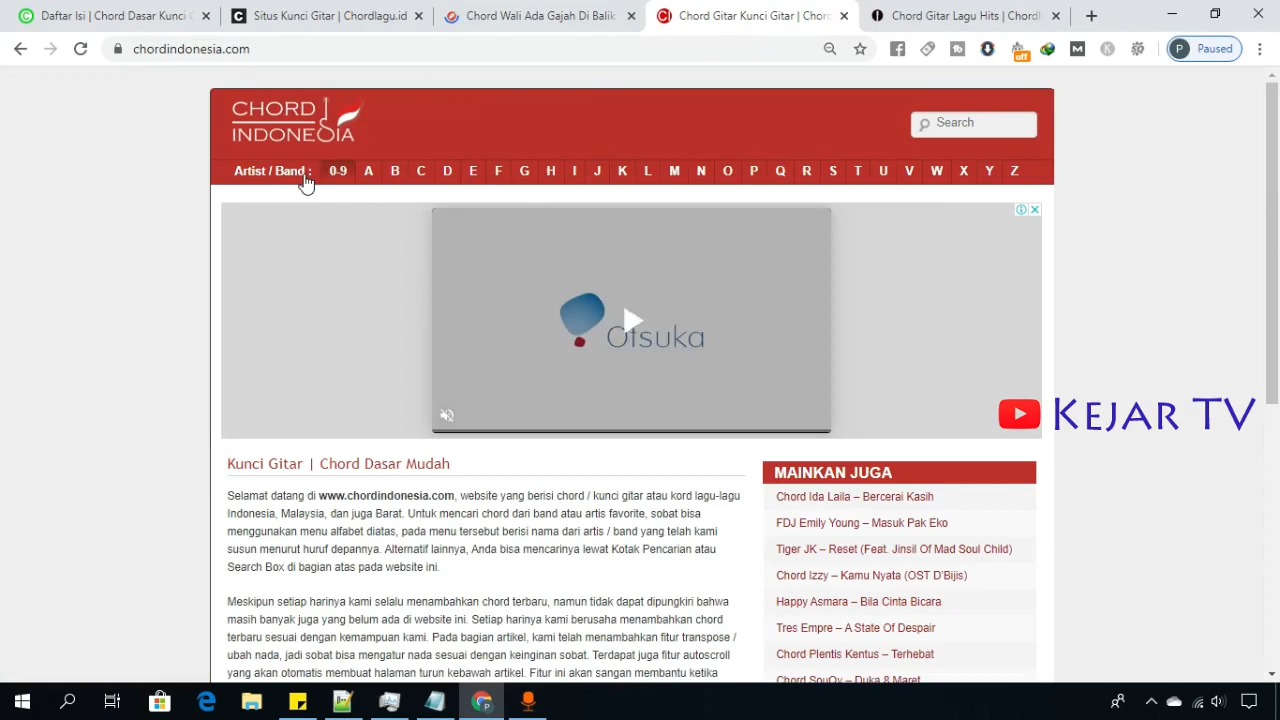 Daftar Isi | Chord Dasar Kunci G
Situs Kunci Gitar | Chordlagu.id
Chord Wali Ada Gajah Di Balik
Chord Gitar Kunci Gitar | Chord
Chord Gitar Lagu Hits | Chord
chordindonesia.com
off
P Paused
CHORD
INDONESIA
Search
Artist / Band : 0-9 A B C D E F G H I J K L M N O P Q R S T U V W X Y Z
Otsuka
KEJAR TV
Kunci Gitar | Chord Dasar Mudah
Selamat datang di www.chordindonesia.com, website yang berisi chord / kunci gitar atau kord lagu-lagu
Indonesia, Malaysia, dan juga Barat. Untuk mencari chord dari band atau artis favorite, sobat bisa
menggunakan menu alfabet diatas, pada menu tersebut berisi nama dari artis / band yang telah kami
susun menurut huruf depannya. Alternatif lainnya, Anda bisa mencarinya lewat Kotak Pencarian atau
Search Box di bagian atas pada website ini.
Meskipun setiap harinya kami selalu menambahkan chord terbaru, namun tidak dapat dipungkiri bahwa
masih banyak juga yang belum ada di website ini. Setiap harinya kami berusaha menambahkan chord
terbaru sesuai dengan kemampuan kami. Pada bagian artikel, kami telah menambahkan fitur transpose /
ubah nada, jadi sobat bisa mengatur nada sesuai dengan keinginan sobat. Terdapat juga fitur autoscroll
yang akan otomatis membuat halaman turun kebawah artikel. Fitur ini akan sangan membantu ketika
MAINKAN JUGA
Chord Ida Laila – Bercerai Kasih
FDJ Emily Young – Masuk Pak Eko
Tiger JK – Reset (Feat. Jinsil Of Mad Soul Child)
Chord Izzy – Kamu Nyata (OST D'Bijis)
Happy Asmara – Bila Cinta Bicara
Tres Empre – A State Of Despair
Chord Plentis Kentus – Terhebat
Chord SouQy – Duka 8 Maret